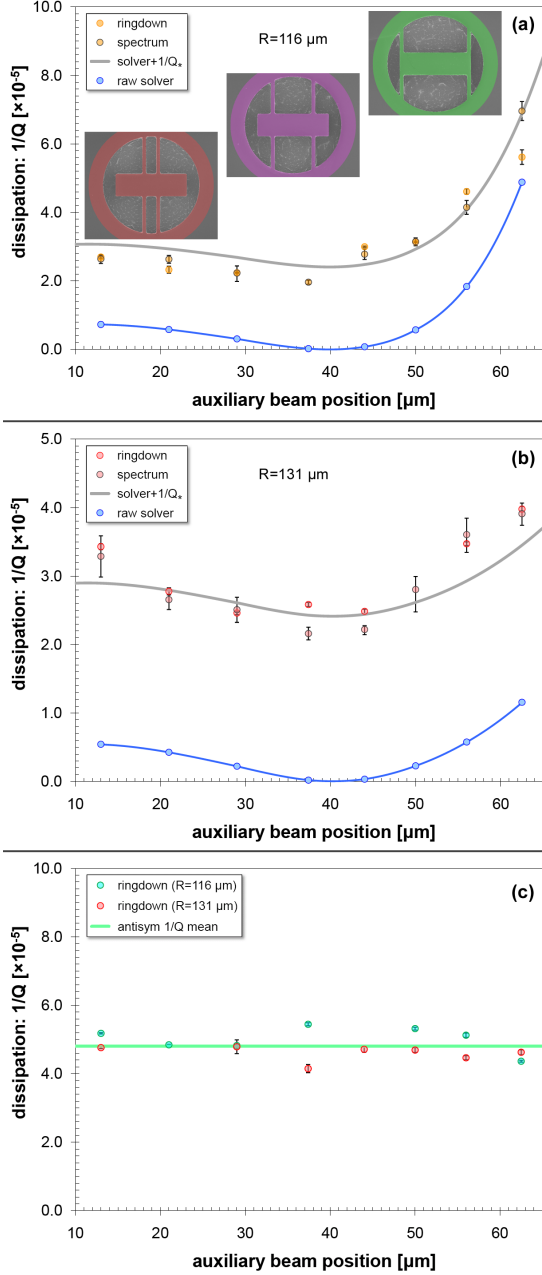 (a)
ringdown
spectrum
solver+1/Q*
raw solver
R=116 µm
dissipation: 1/Q [×10-5]
10.0
8.0
6.0
4.0
2.0
0.0
10 20 30 40 50 60
auxiliary beam position [µm]
(b)
ringdown
spectrum
solver+1/Q*
raw solver
R=131 µm
dissipation: 1/Q [×10-5]
5.0
4.0
3.0
2.0
1.0
0.0
10 20 30 40 50 60
auxiliary beam position [µm]
(c)
ringdown (R=116 µm)
ringdown (R=131 µm)
antisym 1/Q mean
dissipation: 1/Q [×10-5]
10.0
8.0
6.0
4.0
2.0
0.0
10 20 30 40 50 60
auxiliary beam position [µm]